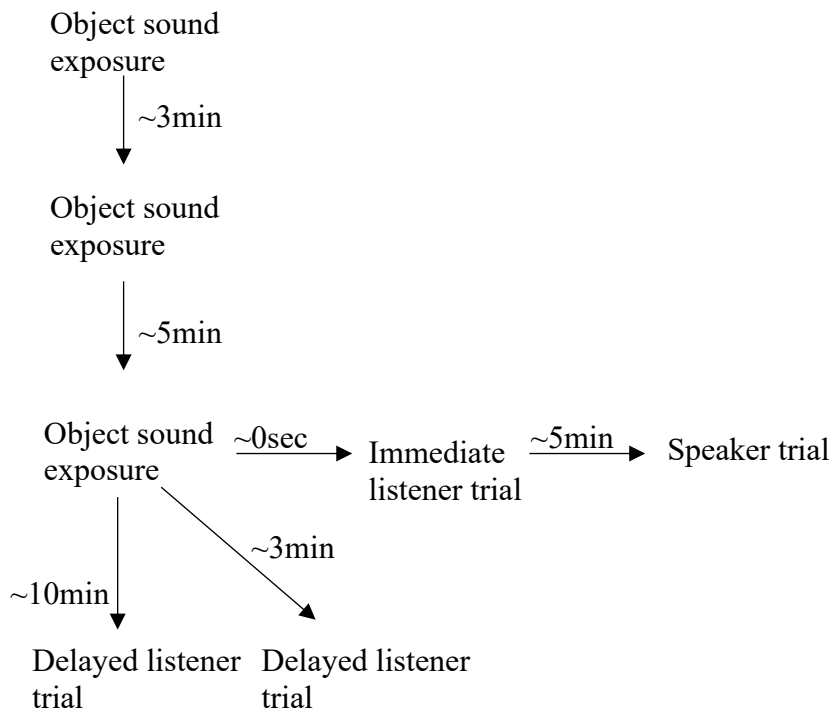 Object sound
exposure
~3min
Object sound
exposure
~5min
Object sound
exposure
~0sec
Immediate
listener trial
~5min
Speaker trial
~3min
~10min
Delayed listener
trial
Delayed listener
trial